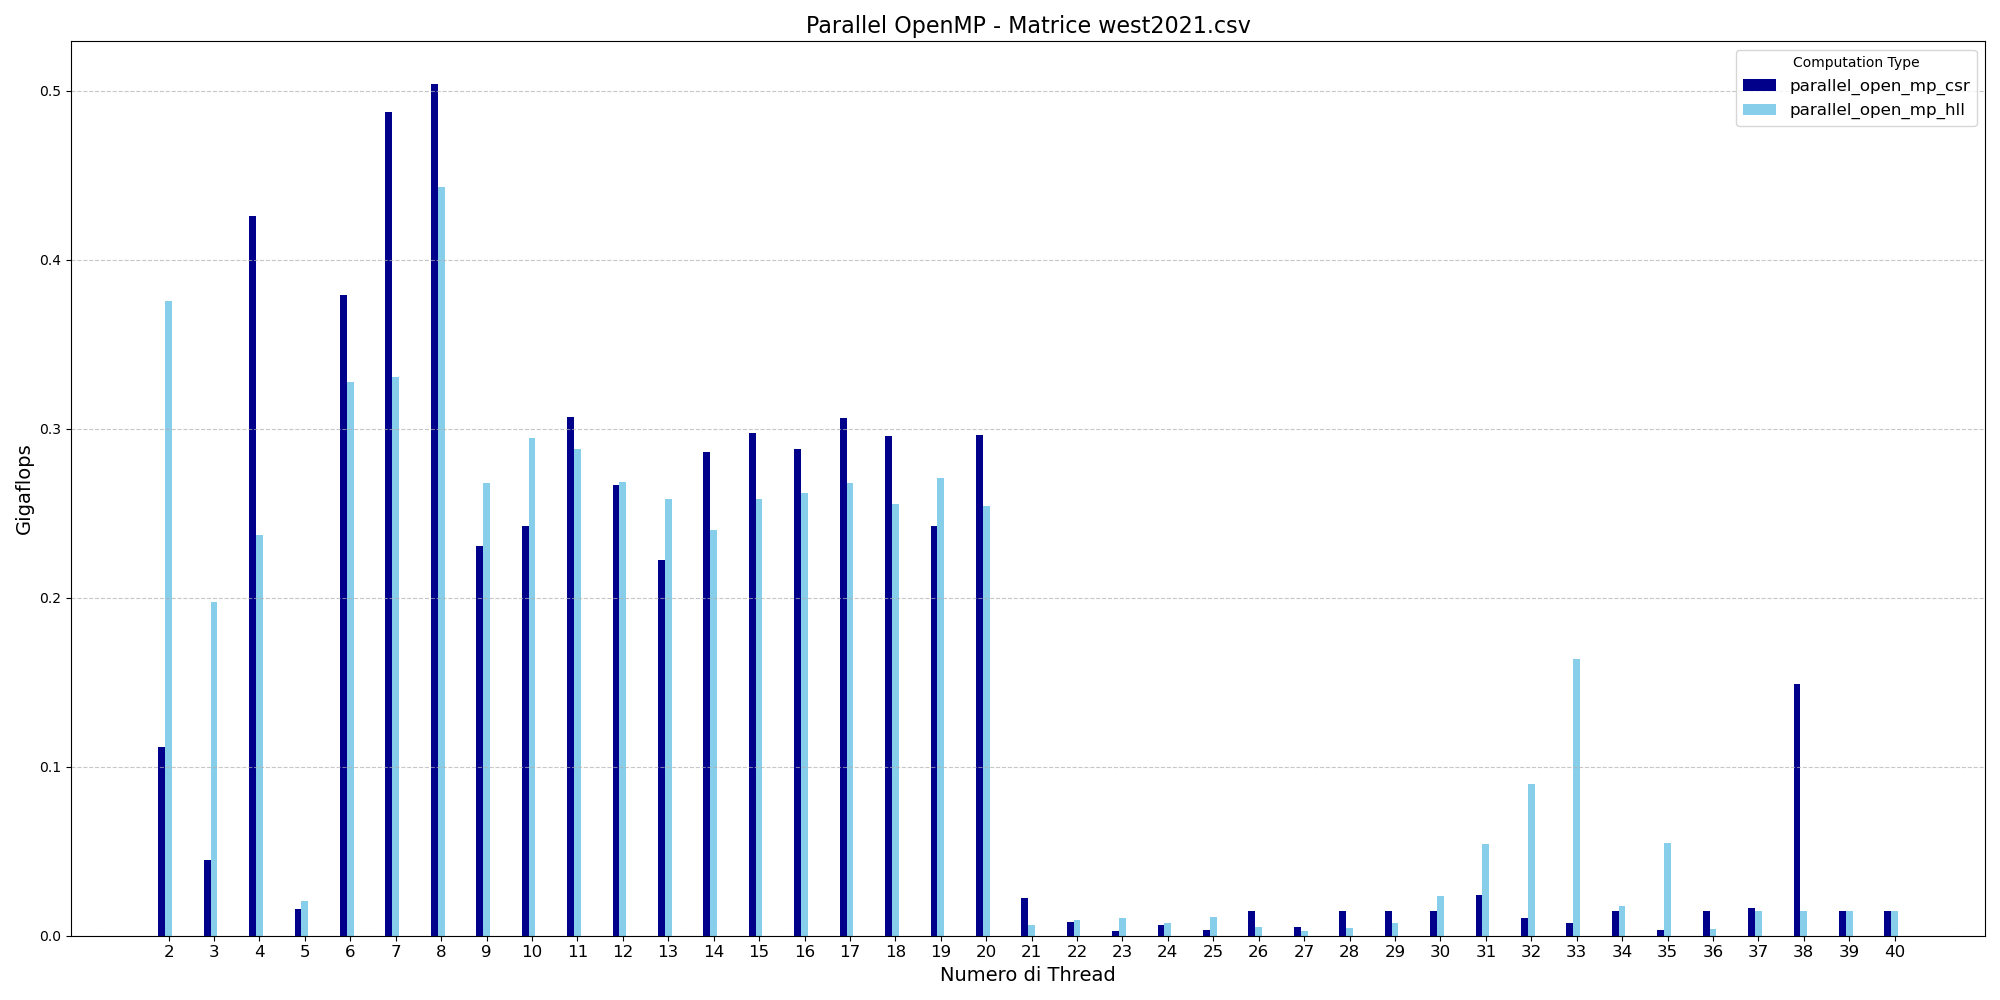 Parallel OpenMP - Matrice west2021.csv
Computation Type
parallel_open_mp_csr
parallel_open_mp_hll
Gigaflops
0.5
0.4
0.3
0.2
0.1
0.0
2 3 4 5 6 7 8 9 10 11 12 13 14 15 16 17 18 19 20 21 22 23 24 25 26 27 28 29 30 31 32 33 34 35 36 37 38 39 40
Numero di Thread